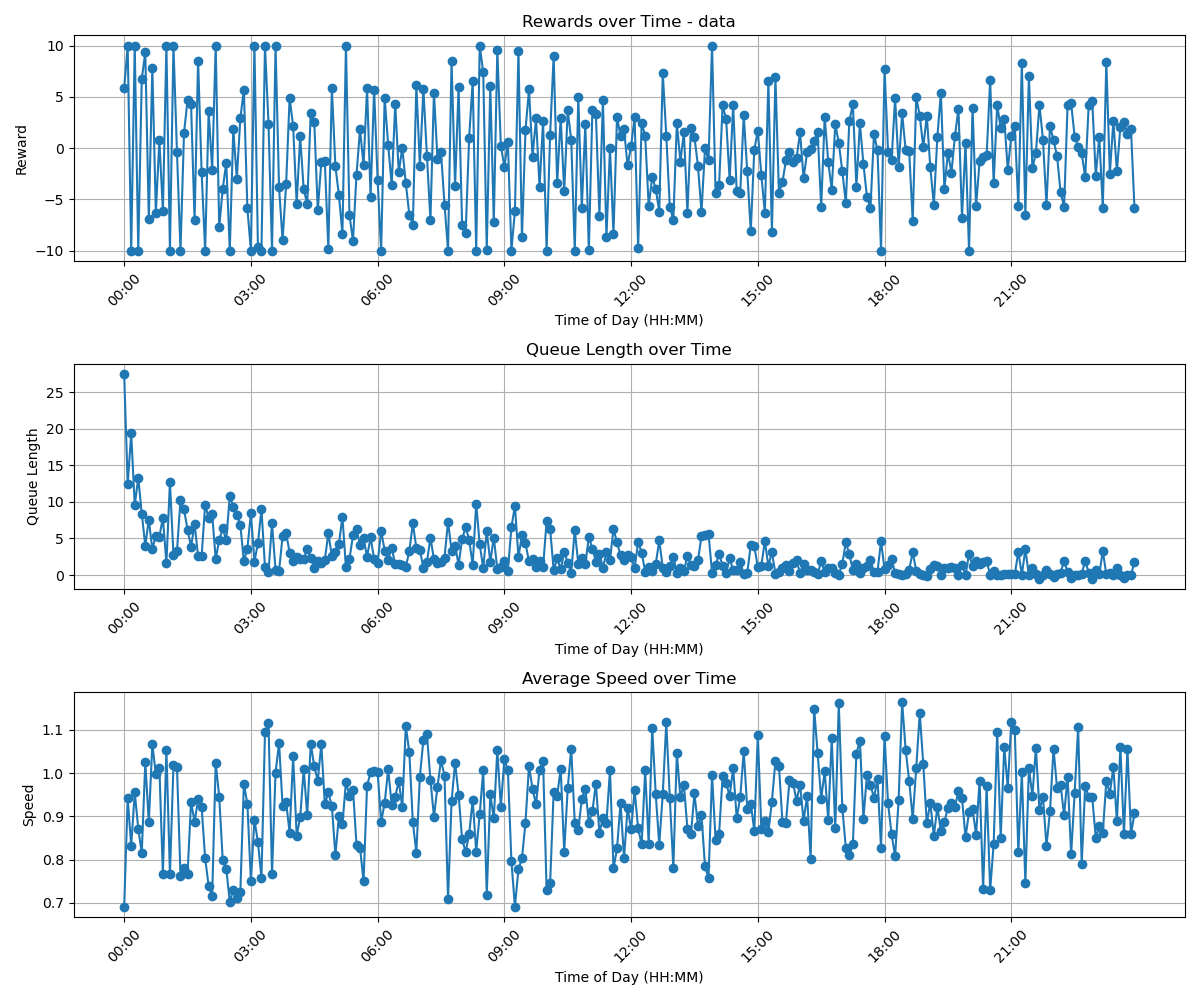 Rewards over Time - data
Reward
10
5
0
−5
−10
00:00 03:00 06:00 09:00 12:00 15:00 18:00 21:00
Time of Day (HH:MM)
Queue Length over Time
Queue Length
25
20
15
10
5
0
00:00 03:00 06:00 09:00 12:00 15:00 18:00 21:00
Time of Day (HH:MM)
Average Speed over Time
Speed
1.1
1.0
0.9
0.8
0.7
00:00 03:00 06:00 09:00 12:00 15:00 18:00 21:00
Time of Day (HH:MM)